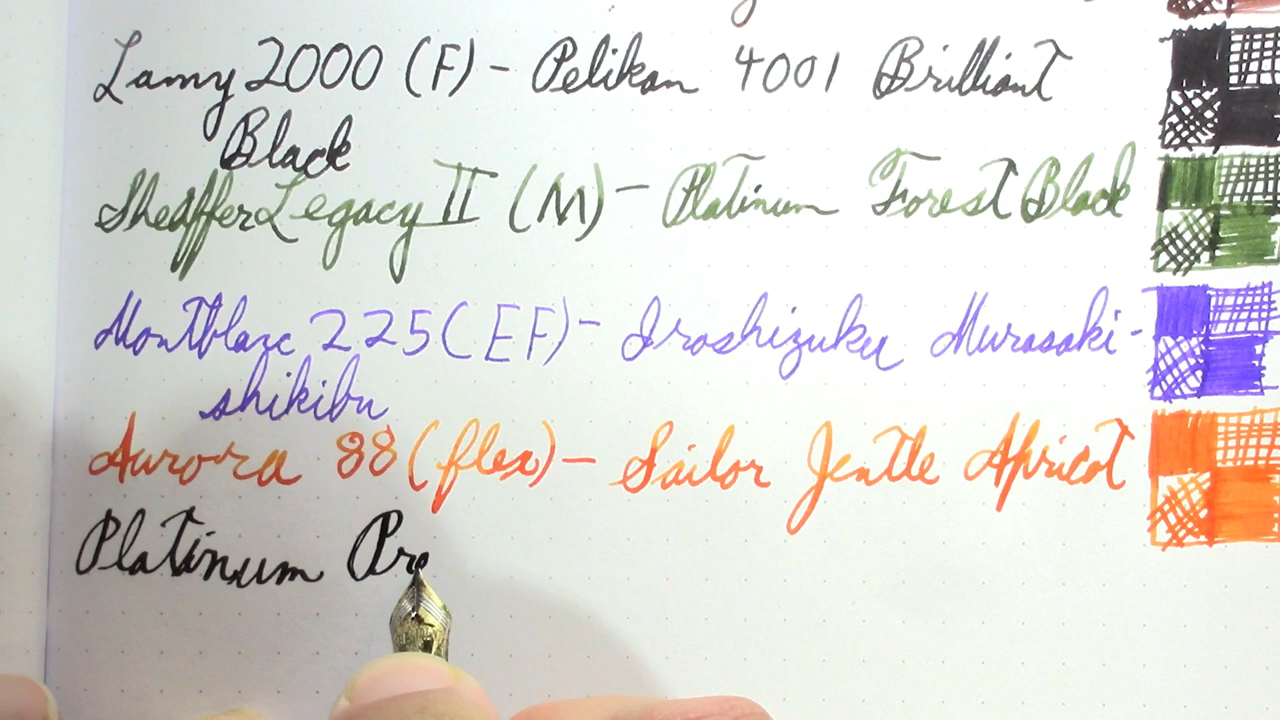 Lamy 2000 (F) - Pelikan 4001 Brilliant
Black
Sheaffer Legacy II (M) - Platinum Forest Black
Montblanc 225 (EF) - Iroshizuku Murasaki-
shikibu
Aurora 88 (flex) - Sailor Jentle Apricot
Platinum Pro